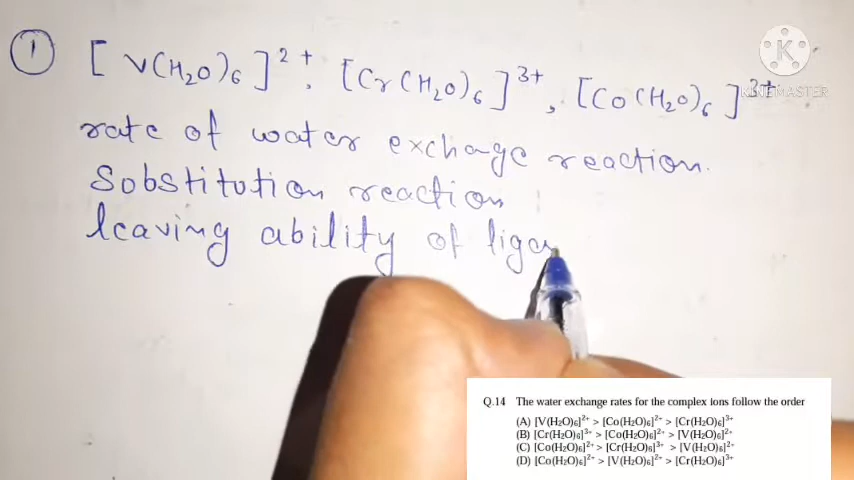 ① [V(H₂O)₆]²⁺, [Cr(H₂O)₆]³⁺, [Co(H₂O)₆]³⁺
K
KINEMASTER
rate of water exchange reaction.
Sobstitution reaction
leaving ability of ligan
Q.14 The water exchange rates for the complex ions follow the order
(A) [V(H₂O)₆]²⁺ > [Co(H₂O)₆]²⁺ > [Cr(H₂O)₆]³⁺
(B) [Cr(H₂O)₆]³⁺ > [Co(H₂O)₆]²⁺ > [V(H₂O)₆]²⁺
(C) [Co(H₂O)₆]²⁺ > [Cr(H₂O)₆]³⁺ > [V(H₂O)₆]²⁺
(D) [Co(H₂O)₆]²⁺ > [V(H₂O)₆]²⁺ > [Cr(H₂O)₆]³⁺